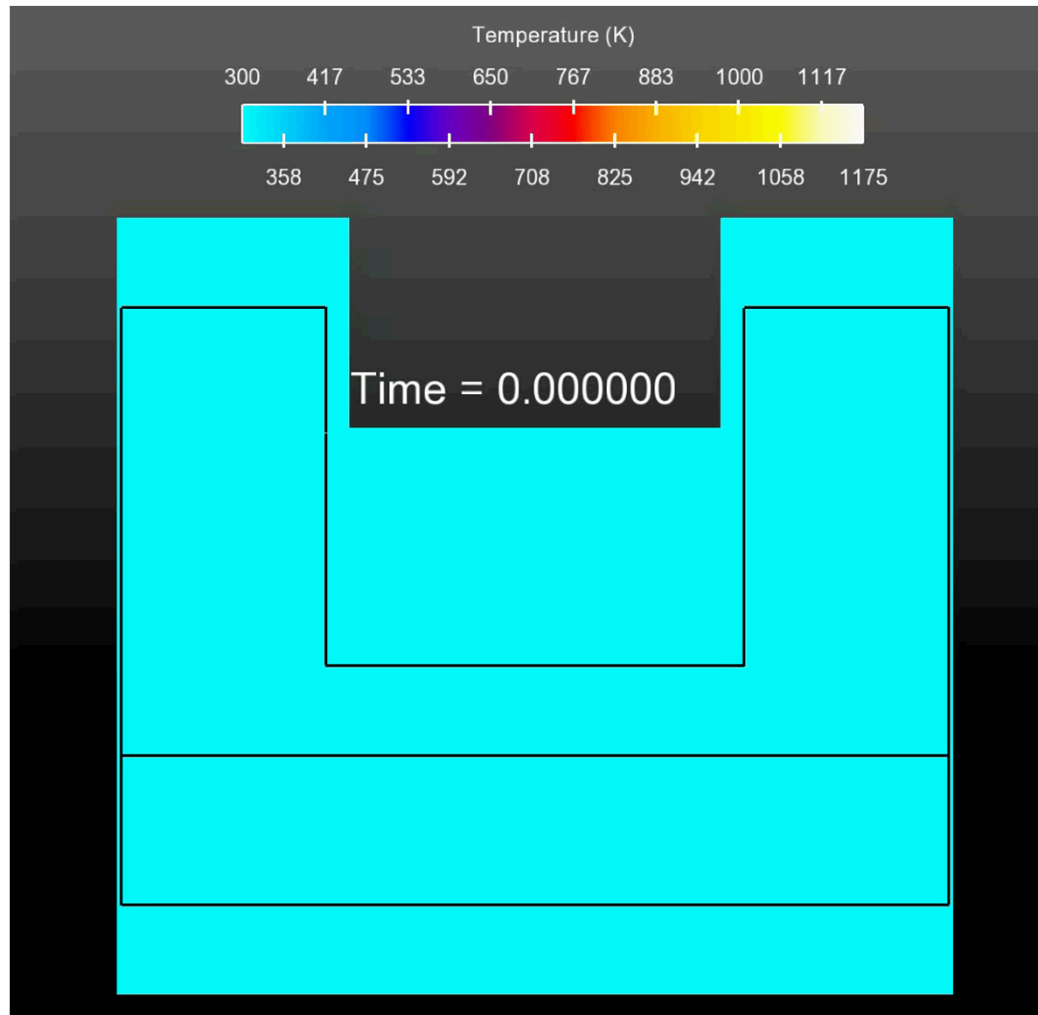 Temperature (K)
300 417 533 650 767 883 1000 1117
358 475 592 708 825 942 1058 1175
Time = 0.000000